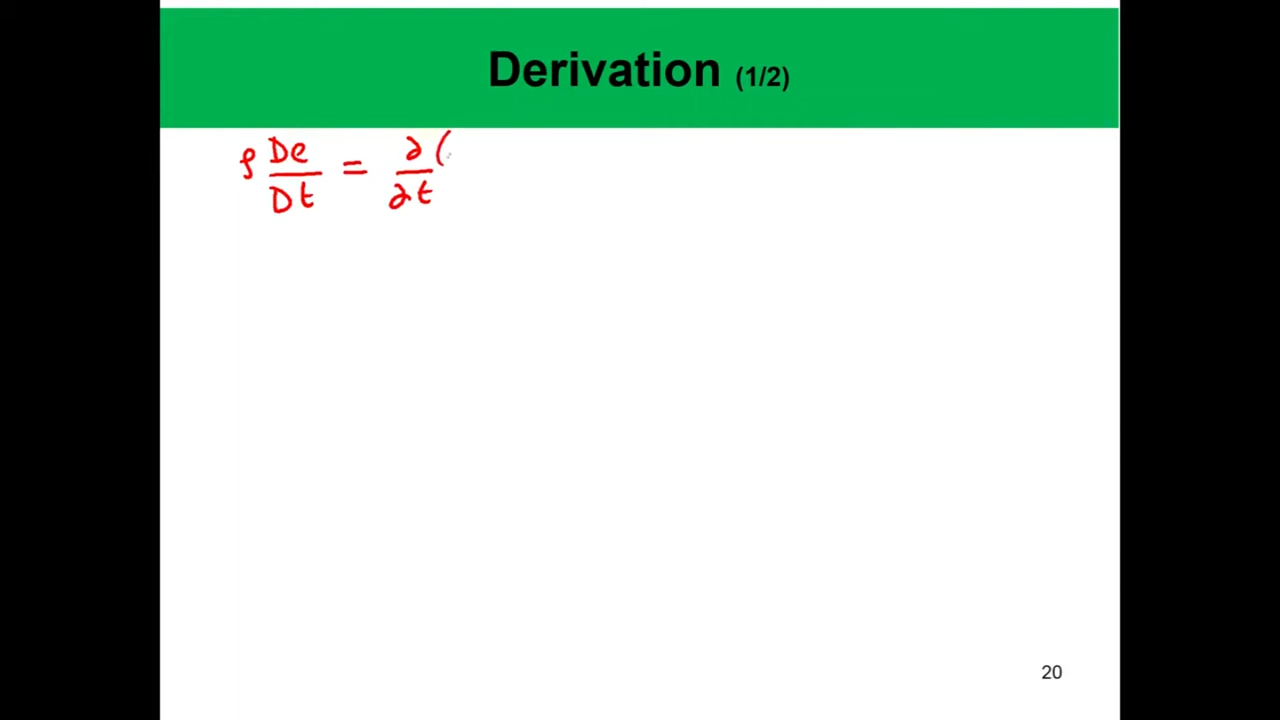 Derivation (1/2)
ρ De/Dt = ∂(/∂t
20